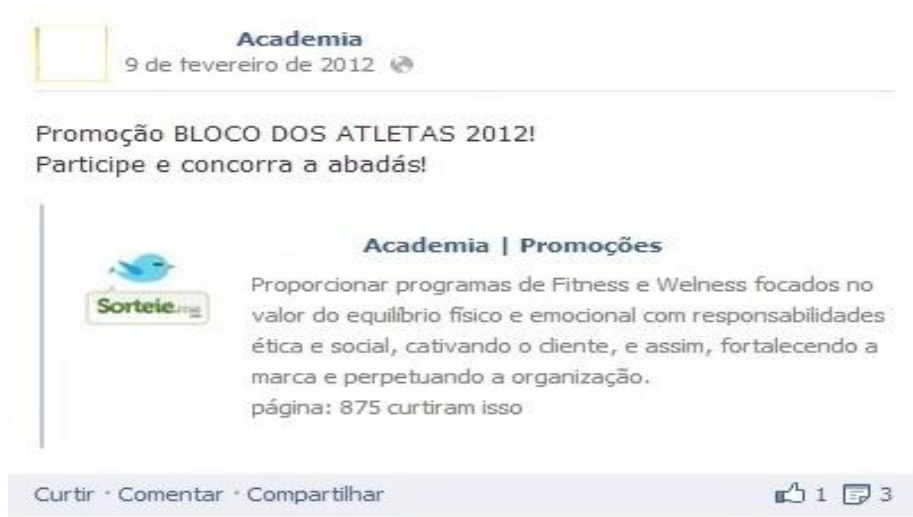 Academia
9 de fevereiro de 2012
Promoção BLOCO DOS ATLETAS 2012!
Participe e concorra a abadás!
Academia | Promoções
Sorteie.me
Proporcionar programas de Fitness e Welness focados no
valor do equilíbrio físico e emocional com responsabilidades
ética e social, cativando o cliente, e assim, fortalecendo a
marca e perpetuando a organização.
página: 875 curtiram isso
Curtir · Comentar · Compartilhar 1 3